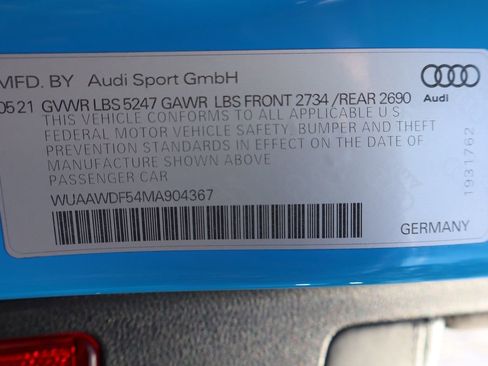 MFD. BY Audi Sport GmbH
05 21 GVWR LBS 5247 GAWR LBS FRONT 2734 /REAR 2690
THIS VEHICLE CONFORMS TO ALL APPLICABLE U S
FEDERAL MOTOR VEHICLE SAFETY, BUMPER AND THEFT
STANDARDS IN EFFECT ON THE DATE OF
MANUFACTURE SHOWN ABOVE
PASSENGER CAR
WUAAWDF54MA904367
Audi
1931762
GERMANY